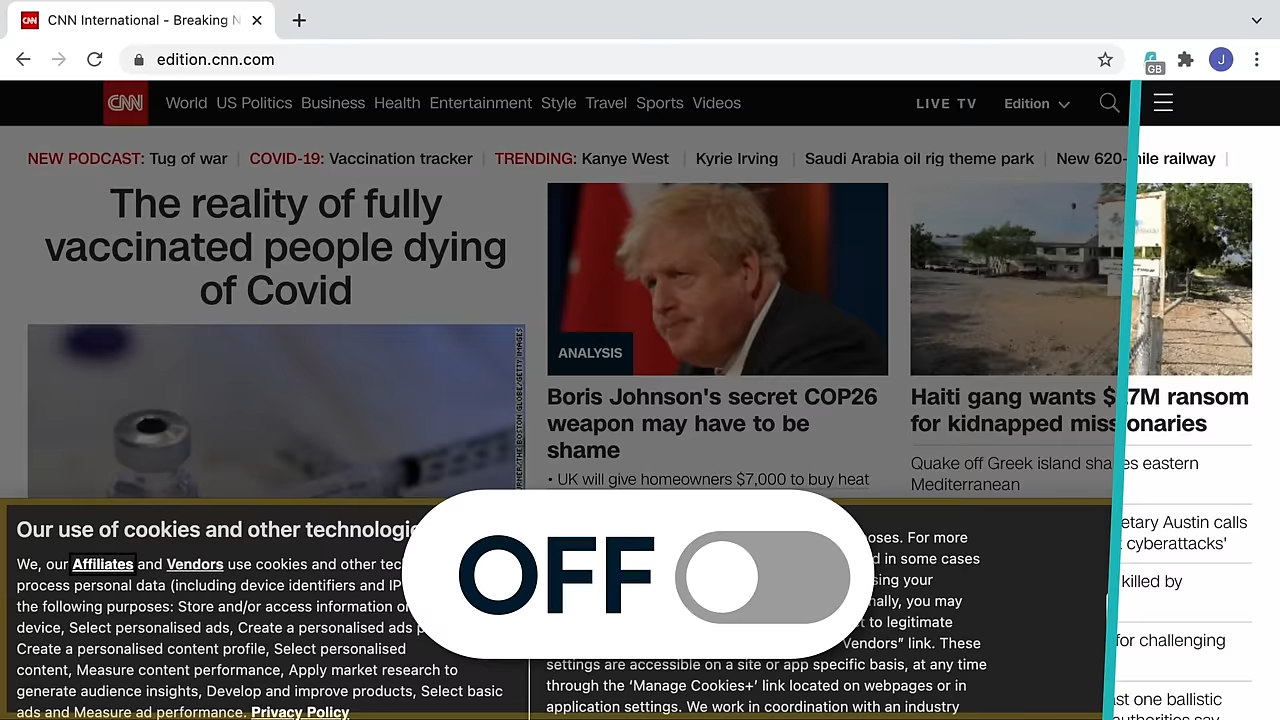 CNN International - Breaking N
edition.cnn.com
GB
J
CNN
World US Politics Business Health Entertainment Style Travel Sports Videos
LIVE TV
Edition
NEW PODCAST: Tug of war
COVID-19: Vaccination tracker
TRENDING: Kanye West
Kyrie Irving
Saudi Arabia oil rig theme park
New 620- ile railway
The reality of fully
vaccinated people dying
of Covid
ANALYSIS
Boris Johnson's secret COP26
weapon may have to be
shame
• UK will give homeowners $7,000 to buy heat
Haiti gang wants $ 7M ransom
for kidnapped miss onaries
Quake off Greek island sha es eastern
Mediterranean
etary Austin calls
cyberattacks'
killed by
for challenging
st one ballistic
Our use of cookies and other technologie
We, our Affiliates and Vendors use cookies and other tec
process personal data (including device identifiers and IP
the following purposes: Store and/or access information o
device, Select personalised ads, Create a personalised ads p
Create a personalised content profile, Select personalised
content, Measure content performance, Apply market research to
generate audience insights, Develop and improve products, Select basic
ads and Measure ad performance. Privacy Policy
OFF
oses. For more
d in some cases
sing your
nally, you may
t to legitimate
Vendors” link. These
settings are accessible on a site or app specific basis, at any time
through the ‘Manage Cookies+’ link located on webpages or in
application settings. We work in coordination with an industry